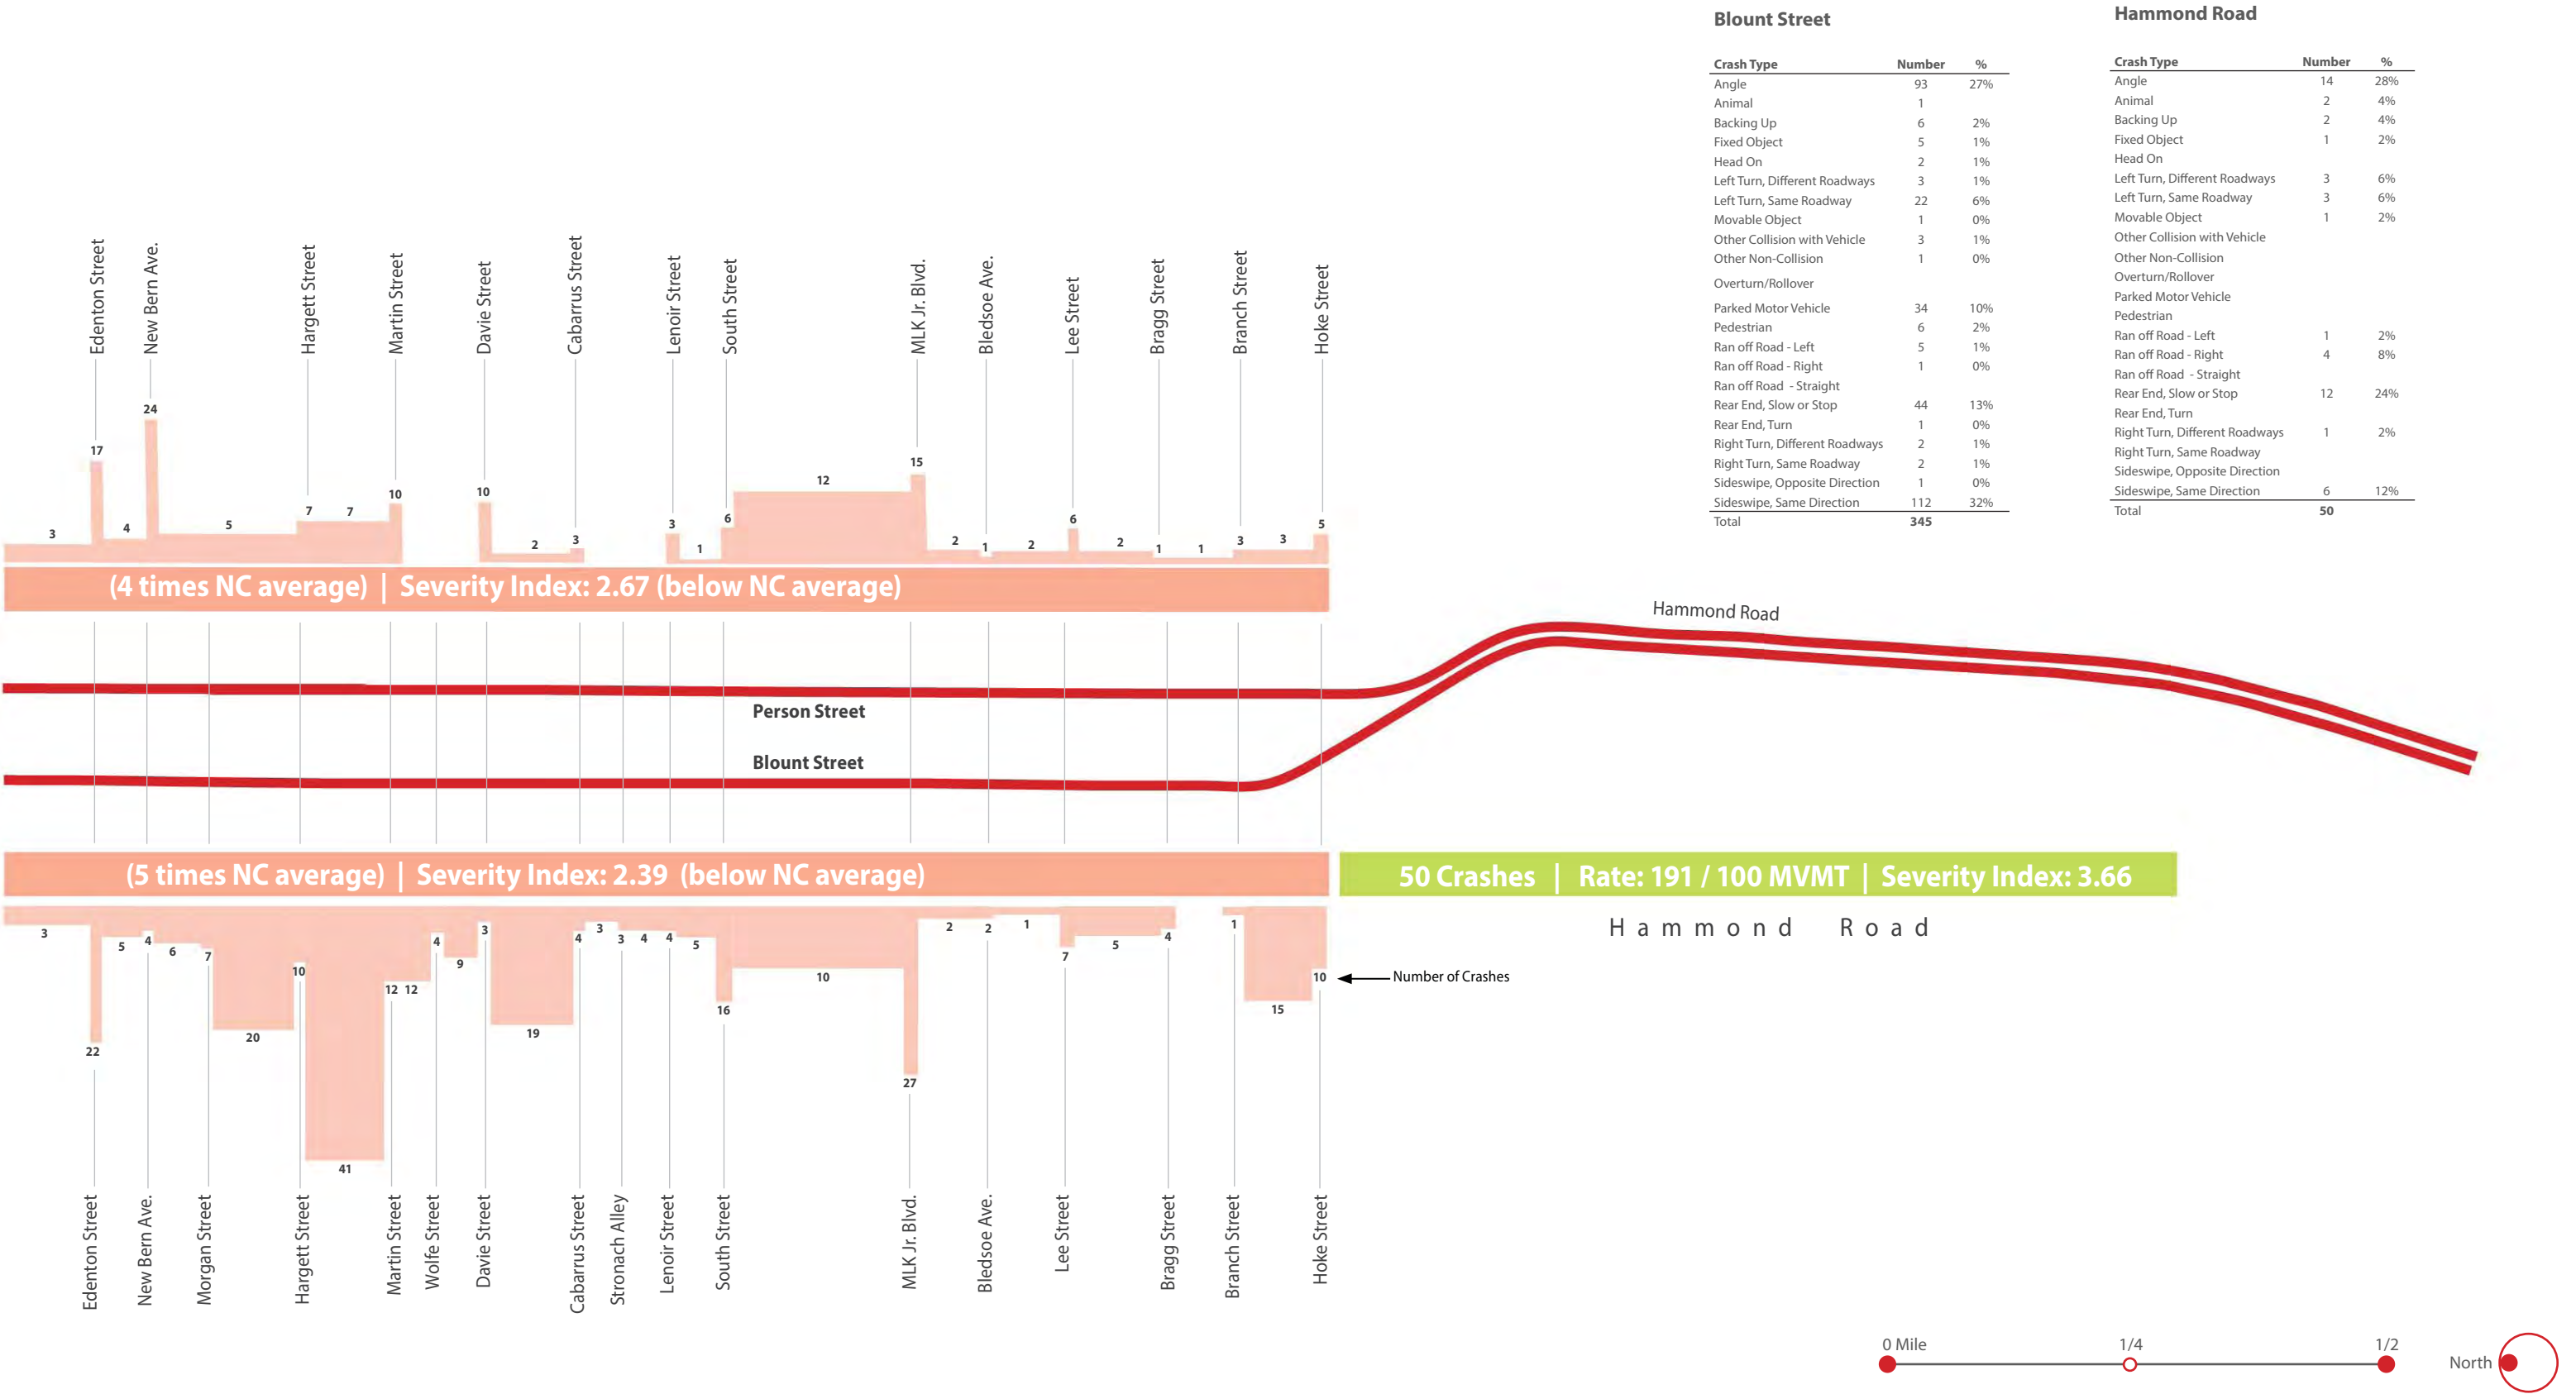 Blount Street
Crash Type Number %
Angle 93 27%
Animal 1
Backing Up 6 2%
Fixed Object 5 1%
Head On 2 1%
Left Turn, Different Roadways 3 1%
Left Turn, Same Roadway 22 6%
Movable Object 1 0%
Other Collision with Vehicle 3 1%
Other Non-Collision 1 0%
Overturn/Rollover
Parked Motor Vehicle 34 10%
Pedestrian 6 2%
Ran off Road - Left 5 1%
Ran off Road - Right 1 0%
Ran off Road - Straight
Rear End, Slow or Stop 44 13%
Rear End, Turn 1 0%
Right Turn, Different Roadways 2 1%
Right Turn, Same Roadway 2 1%
Sideswipe, Opposite Direction 1 0%
Sideswipe, Same Direction 112 32%
Total 345
Hammond Road
Crash Type Number %
Angle 14 28%
Animal 2 4%
Backing Up 2 4%
Fixed Object 1 2%
Head On
Left Turn, Different Roadways 3 6%
Left Turn, Same Roadway 3 6%
Movable Object 1 2%
Other Collision with Vehicle
Other Non-Collision
Overturn/Rollover
Parked Motor Vehicle
Pedestrian
Ran off Road - Left 1 2%
Ran off Road - Right 4 8%
Ran off Road - Straight
Rear End, Slow or Stop 12 24%
Rear End, Turn
Right Turn, Different Roadways 1 2%
Right Turn, Same Roadway
Sideswipe, Opposite Direction
Sideswipe, Same Direction 6 12%
Total 50
Edenton Street
New Bern Ave.
Hargett Street
Martin Street
Davie Street
Cabarrus Street
Lenoir Street
South Street
MLK Jr. Blvd.
Bledsoe Ave.
Lee Street
Bragg Street
Branch Street
Hoke Street
3
17
4
24
5
7
7
10
10
2
3
3
1
6
12
15
2
1
2
6
2
1
1
3
3
5
(4 times NC average) | Severity Index: 2.67 (below NC average)
Hammond Road
Person Street
Blount Street
(5 times NC average) | Severity Index: 2.39 (below NC average)
50 Crashes | Rate: 191 / 100 MVMT | Severity Index: 3.66
Hammond Road
3
22
5
4
6
7
20
10
41
12
12
4
9
3
19
4
3
3
4
4
5
16
10
27
2
2
1
7
5
4
1
15
10
Number of Crashes
Edenton Street
New Bern Ave.
Morgan Street
Hargett Street
Martin Street
Wolfe Street
Davie Street
Cabarrus Street
Stronach Alley
Lenoir Street
South Street
MLK Jr. Blvd.
Bledsoe Ave.
Lee Street
Bragg Street
Branch Street
Hoke Street
0 Mile 1/4 1/2
North